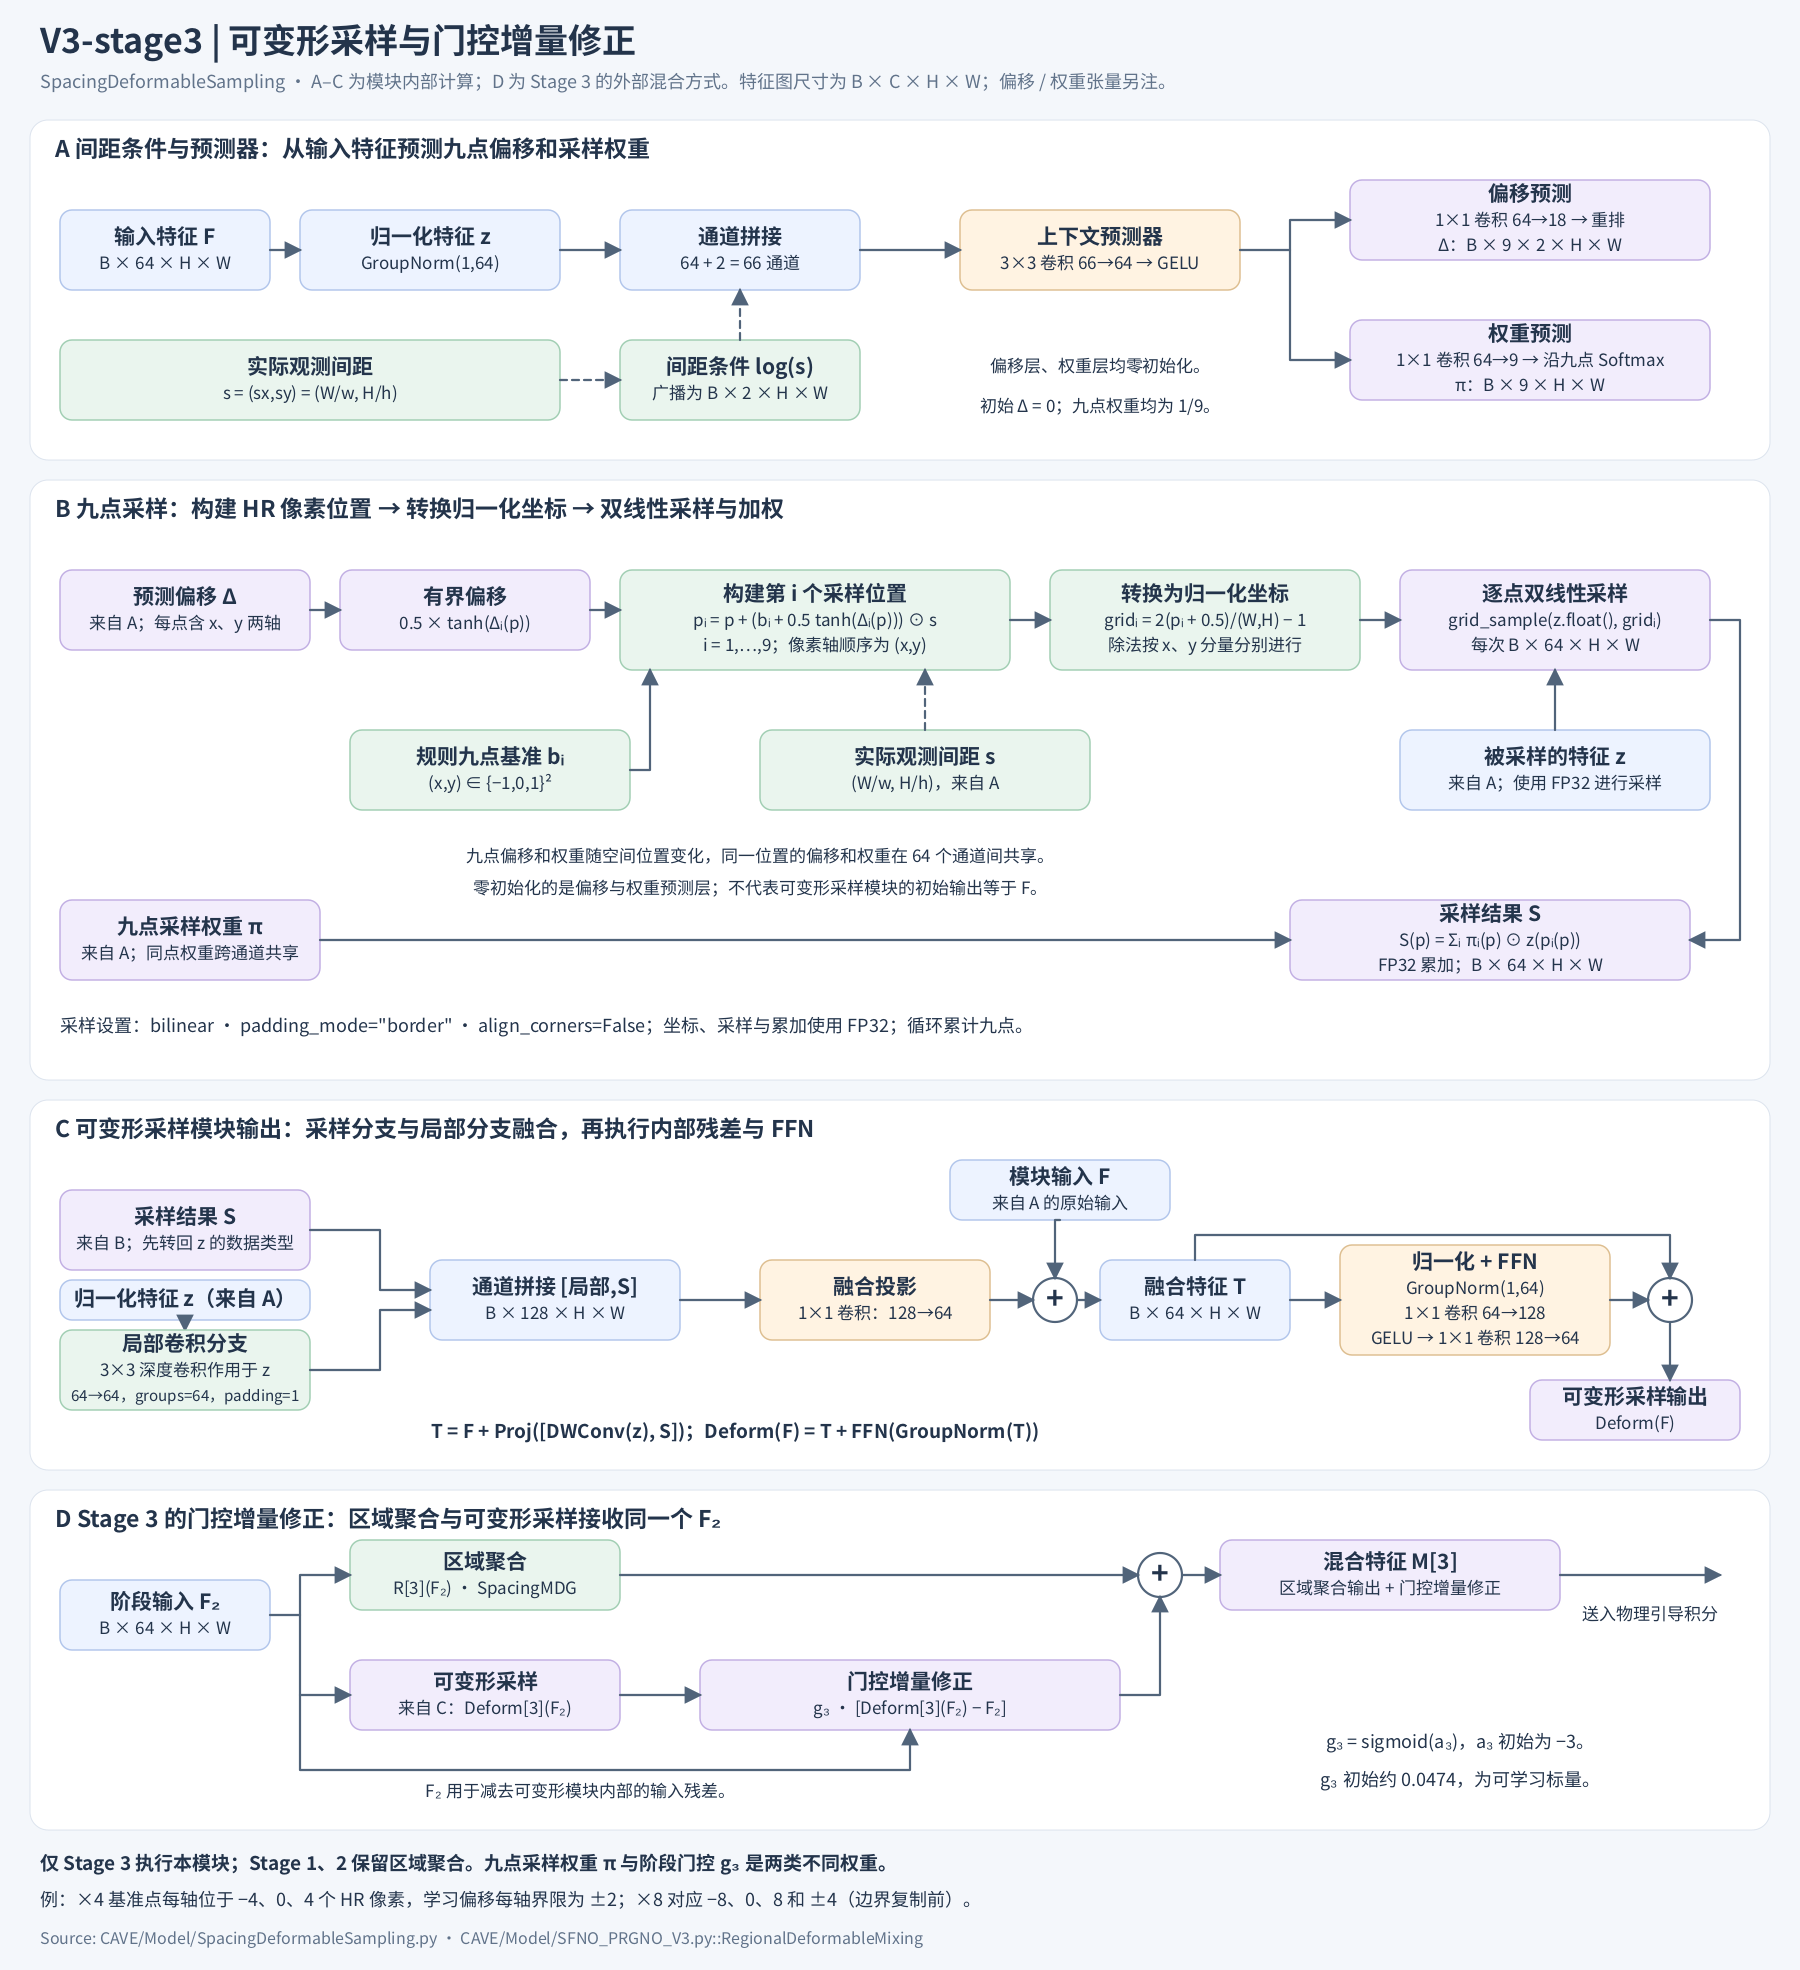 V3-stage3 | 可变形采样与门控增量修正
SpacingDeformableSampling · A–C 为模块内部计算；D 为 Stage 3 的外部混合方式。特征图尺寸为 B × C × H × W；偏移 / 权重张量另注。
A 间距条件与预测器：从输入特征预测九点偏移和采样权重
输入特征 F
B × 64 × H × W
归一化特征 z
GroupNorm(1,64)
通道拼接
64 + 2 = 66 通道
上下文预测器
3×3 卷积 66→64 → GELU
偏移预测
1×1 卷积 64→18 → 重排
Δ：B × 9 × 2 × H × W
实际观测间距
s = (sx,sy) = (W/w, H/h)
间距条件 log(s)
广播为 B × 2 × H × W
偏移层、权重层均零初始化。
初始 Δ = 0；九点权重均为 1/9。
权重预测
1×1 卷积 64→9 → 沿九点 Softmax
π：B × 9 × H × W
B 九点采样：构建 HR 像素位置 → 转换归一化坐标 → 双线性采样与加权
预测偏移 Δ
来自 A；每点含 x、y 两轴
有界偏移
0.5 × tanh(Δᵢ(p))
构建第 i 个采样位置
pᵢ = p + (bᵢ + 0.5 tanh(Δᵢ(p))) ⊙ s
i = 1,…,9；像素轴顺序为 (x,y)
转换为归一化坐标
gridᵢ = 2(pᵢ + 0.5)/(W,H) − 1
除法按 x、y 分量分别进行
逐点双线性采样
grid_sample(z.float(), gridᵢ)
每次 B × 64 × H × W
规则九点基准 bᵢ
(x,y) ∈ {−1,0,1}²
实际观测间距 s
(W/w, H/h)，来自 A
被采样的特征 z
来自 A；使用 FP32 进行采样
九点偏移和权重随空间位置变化，同一位置的偏移和权重在 64 个通道间共享。
零初始化的是偏移与权重预测层；不代表可变形采样模块的初始输出等于 F。
九点采样权重 π
来自 A；同点权重跨通道共享
采样结果 S
S(p) = Σᵢ πᵢ(p) ⊙ z(pᵢ(p))
FP32 累加；B × 64 × H × W
采样设置：bilinear · padding_mode="border" · align_corners=False；坐标、采样与累加使用 FP32；循环累计九点。
C 可变形采样模块输出：采样分支与局部分支融合，再执行内部残差与 FFN
模块输入 F
来自 A 的原始输入
采样结果 S
来自 B；先转回 z 的数据类型
归一化特征 z（来自 A）
局部卷积分支
3×3 深度卷积作用于 z
64→64，groups=64，padding=1
通道拼接 [局部,S]
B × 128 × H × W
融合投影
1×1 卷积：128→64
+
融合特征 T
B × 64 × H × W
归一化 + FFN
GroupNorm(1,64)
1×1 卷积 64→128
GELU → 1×1 卷积 128→64
+
可变形采样输出
Deform(F)
T = F + Proj([DWConv(z), S])；Deform(F) = T + FFN(GroupNorm(T))
D Stage 3 的门控增量修正：区域聚合与可变形采样接收同一个 F₂
阶段输入 F₂
B × 64 × H × W
区域聚合
R[3](F₂) · SpacingMDG
+
混合特征 M[3]
区域聚合输出 + 门控增量修正
送入物理引导积分
可变形采样
来自 C：Deform[3](F₂)
门控增量修正
g₃ · [Deform[3](F₂) − F₂]
F₂ 用于减去可变形模块内部的输入残差。
g₃ = sigmoid(a₃)，a₃ 初始为 −3。
g₃ 初始约 0.0474，为可学习标量。
仅 Stage 3 执行本模块；Stage 1、2 保留区域聚合。九点采样权重 π 与阶段门控 g₃ 是两类不同权重。
例：×4 基准点每轴位于 −4、0、4 个 HR 像素，学习偏移每轴界限为 ±2；×8 对应 −8、0、8 和 ±4（边界复制前）。
Source: CAVE/Model/SpacingDeformableSampling.py · CAVE/Model/SFNO_PRGNO_V3.py::RegionalDeformableMixing